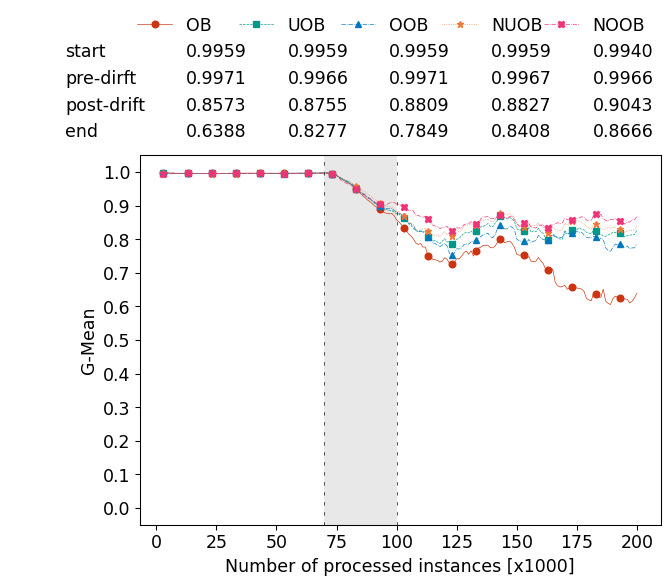 OB UOB OOB NUOB NOOB
start 0.9959 0.9959 0.9959 0.9959 0.9940
pre-dirft 0.9971 0.9966 0.9971 0.9967 0.9966
post-drift 0.8573 0.8755 0.8809 0.8827 0.9043
end 0.6388 0.8277 0.7849 0.8408 0.8666
1.0
0.9
0.8
0.7
0.6
0.5
0.4
0.3
0.2
0.1
0.0
G-Mean
0 25 50 75 100 125 150 175 200
Number of processed instances [x1000]